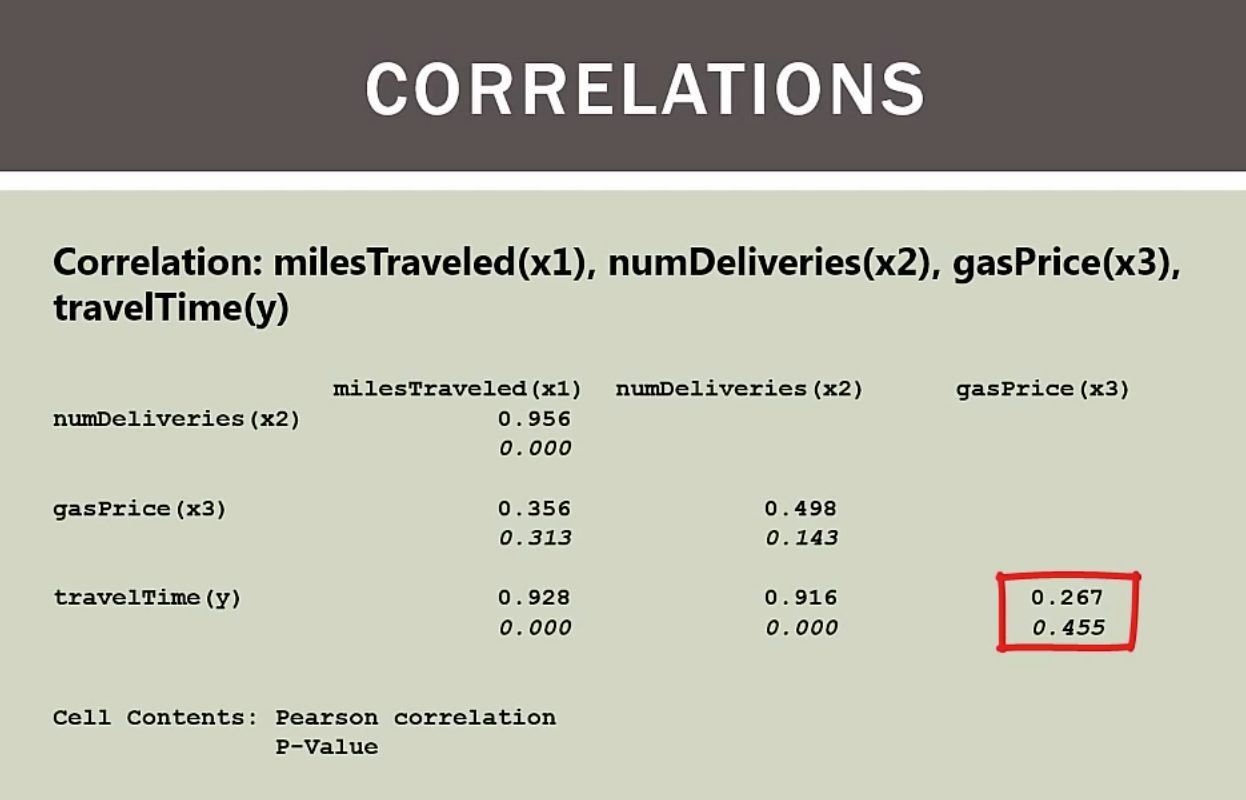 CORRELATIONS
Correlation: milesTraveled(x1), numDeliveries(x2), gasPrice(x3),
travelTime(y)
milesTraveled(x1) numDeliveries(x2) gasPrice(x3)
numDeliveries(x2) 0.956
0.000
gasPrice(x3) 0.356 0.498
0.313 0.143
travelTime(y) 0.928 0.916 0.267
0.000 0.000 0.455
Cell Contents: Pearson correlation
P-Value